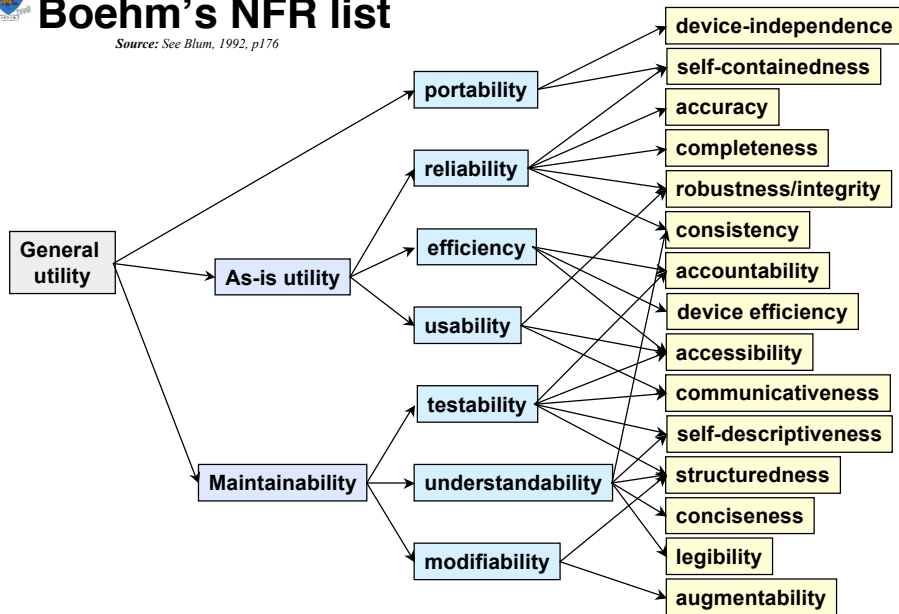 Boehm's NFR list
Source: See Blum, 1992, p176
General
utility
As-is utility
Maintainability
portability
reliability
efficiency
usability
testability
understandability
modifiability
device-independence
self-containedness
accuracy
completeness
robustness/integrity
consistency
accountability
device efficiency
accessibility
communicativeness
self-descriptiveness
structuredness
conciseness
legibility
augmentability